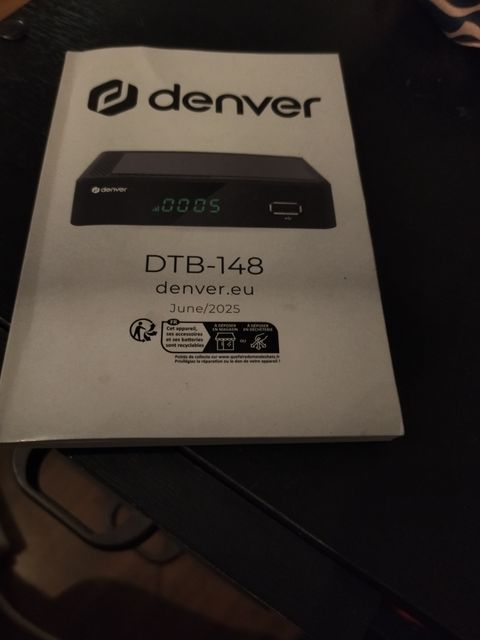 denver
denver
0005
DTB-148
denver.eu
June/2025
FR
Cet appareil,
ses accessoires
et ses batteries
sont recyclables
À DÉPOSER
EN MAGASIN
OU
À DÉPOSER
EN DÉCHÈTERIE
Points de collecte sur www.quefairedemesdechets.fr
Privilégiez la réparation ou le don de votre appareil !